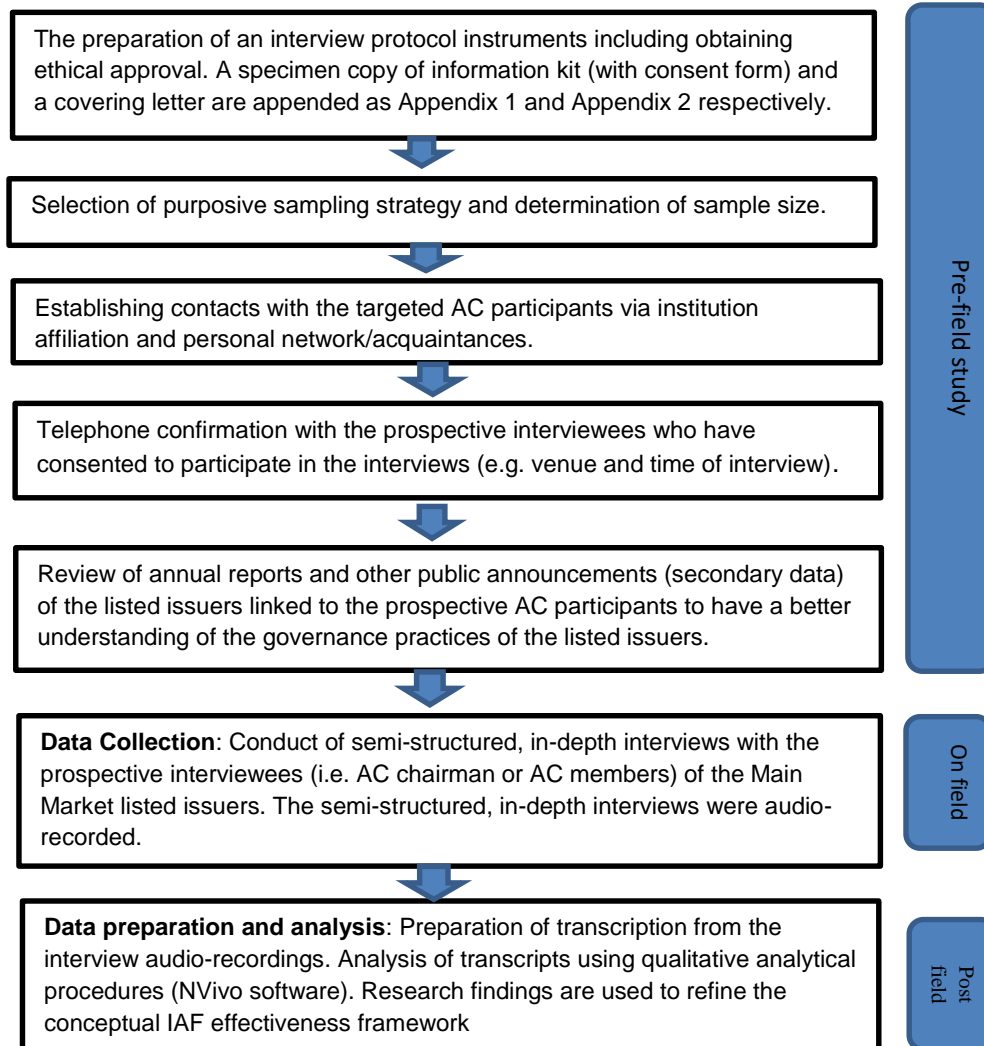 The preparation of an interview protocol instruments including obtaining
ethical approval. A specimen copy of information kit (with consent form) and
a covering letter are appended as Appendix 1 and Appendix 2 respectively.
Selection of purposive sampling strategy and determination of sample size.
Establishing contacts with the targeted AC participants via institution
affiliation and personal network/acquaintances.
Telephone confirmation with the prospective interviewees who have
consented to participate in the interviews (e.g. venue and time of interview).
Review of annual reports and other public announcements (secondary data)
of the listed issuers linked to the prospective AC participants to have a better
understanding of the governance practices of the listed issuers.
Pre-field study
Data Collection: Conduct of semi-structured, in-depth interviews with the
prospective interviewees (i.e. AC chairman or AC members) of the Main
Market listed issuers. The semi-structured, in-depth interviews were audio-
recorded.
On field
Data preparation and analysis: Preparation of transcription from the
interview audio-recordings. Analysis of transcripts using qualitative analytical
procedures (NVivo software). Research findings are used to refine the
conceptual IAF effectiveness framework
Post
field